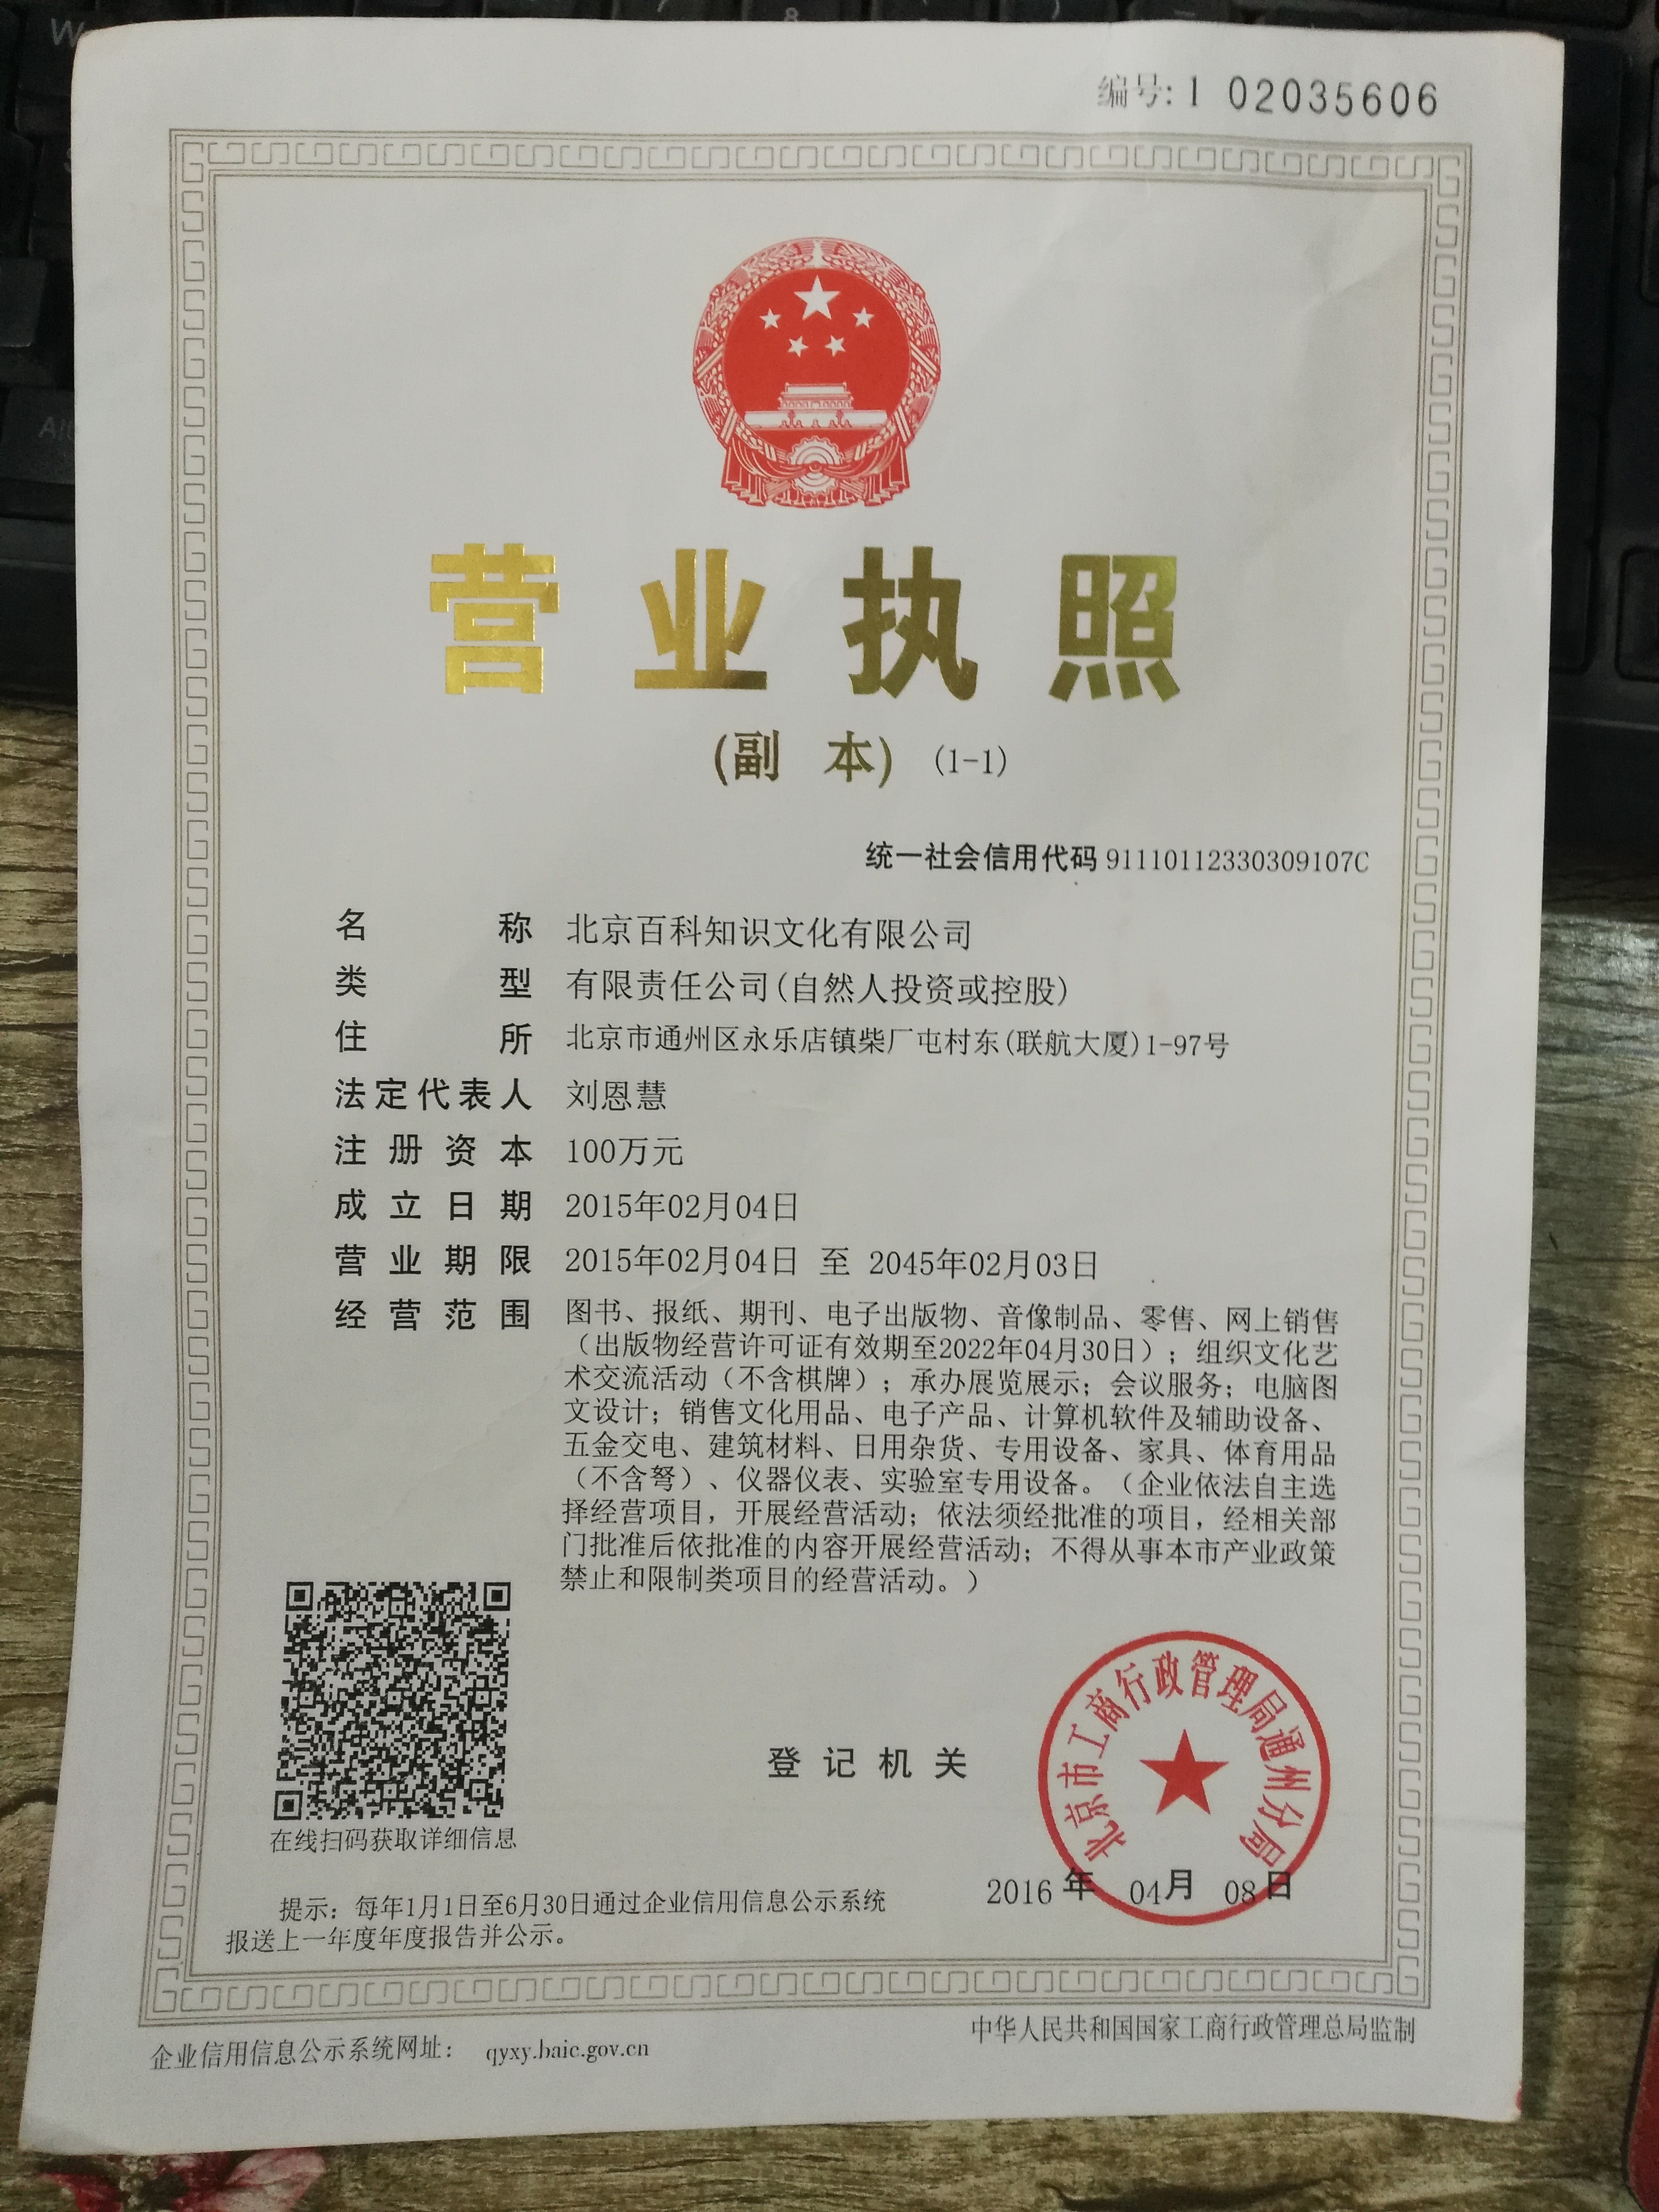 编号: 1 02035606
营业执照
(副 本) (1-1)
统一社会信用代码 91110112330309107C
名称 北京百科知识文化有限公司
类型 有限责任公司(自然人投资或控股)
住所 北京市通州区永乐店镇柴厂屯村东(联航大厦)1-97号
法定代表人 刘恩慧
注册资本 100万元
成立日期 2015年02月04日
营业期限 2015年02月04日 至 2045年02月03日
经营范围 图书、报纸、期刊、电子出版物、音像制品、零售、网上销售
（出版物经营许可证有效期至2022年04月30日）；组织文化艺
术交流活动（不含棋牌）；承办展览展示；会议服务；电脑图
文设计；销售文化用品、电子产品、计算机软件及辅助设备、
五金交电、建筑材料、日用杂货、专用设备、家具、体育用品
（不含弩）、仪器仪表、实验室专用设备。（企业依法自主选
择经营项目，开展经营活动；依法须经批准的项目，经相关部
门批准后依批准的内容开展经营活动；不得从事本市产业政策
禁止和限制类项目的经营活动。）
在线扫码获取详细信息
登记机关
北京市工商行政管理局通州分局
2016 年 04月 08日
提示：每年1月1日至6月30日通过企业信用信息公示系统
报送上一年度年度报告并公示。
企业信用信息公示系统网址： qyxy.baic.gov.cn
中华人民共和国国家工商行政管理总局监制